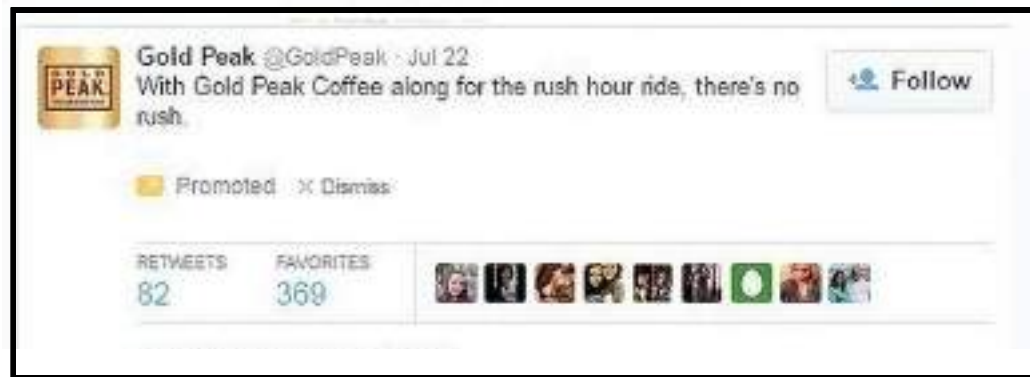 GOLD
PEAK
Gold Peak @GoldPeak · Jul 22
With Gold Peak Coffee along for the rush hour ride, there's no
rush.
Follow
Promoted × Dismiss
RETWEETS FAVORITES
82 369